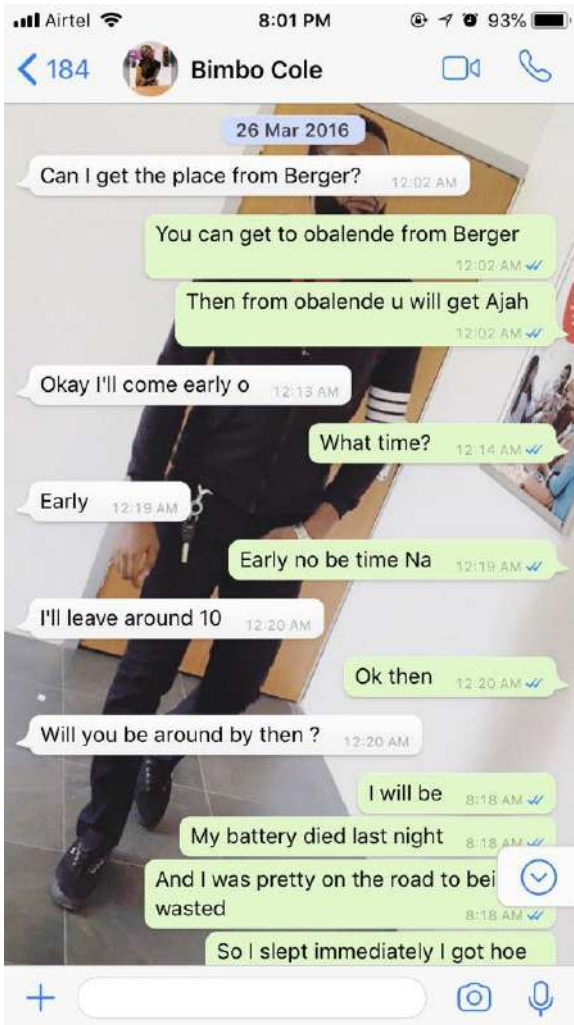 Airtel 8:01 PM 93%
184 Bimbo Cole
26 Mar 2016
Can I get the place from Berger? 12:02 AM
You can get to obalende from Berger
12:02 AM
Then from obalende u will get Ajah
12:02 AM
Okay I'll come early o 12:13 AM
What time? 12:14 AM
Early 12:19 AM
Early no be time Na 12:19 AM
I'll leave around 10 12:20 AM
Ok then 12:20 AM
Will you be around by then ? 12:20 AM
I will be 8:18 AM
My battery died last night 8:18 AM
And I was pretty on the road to bei
wasted 8:18 AM
So I slept immediately I got hoe